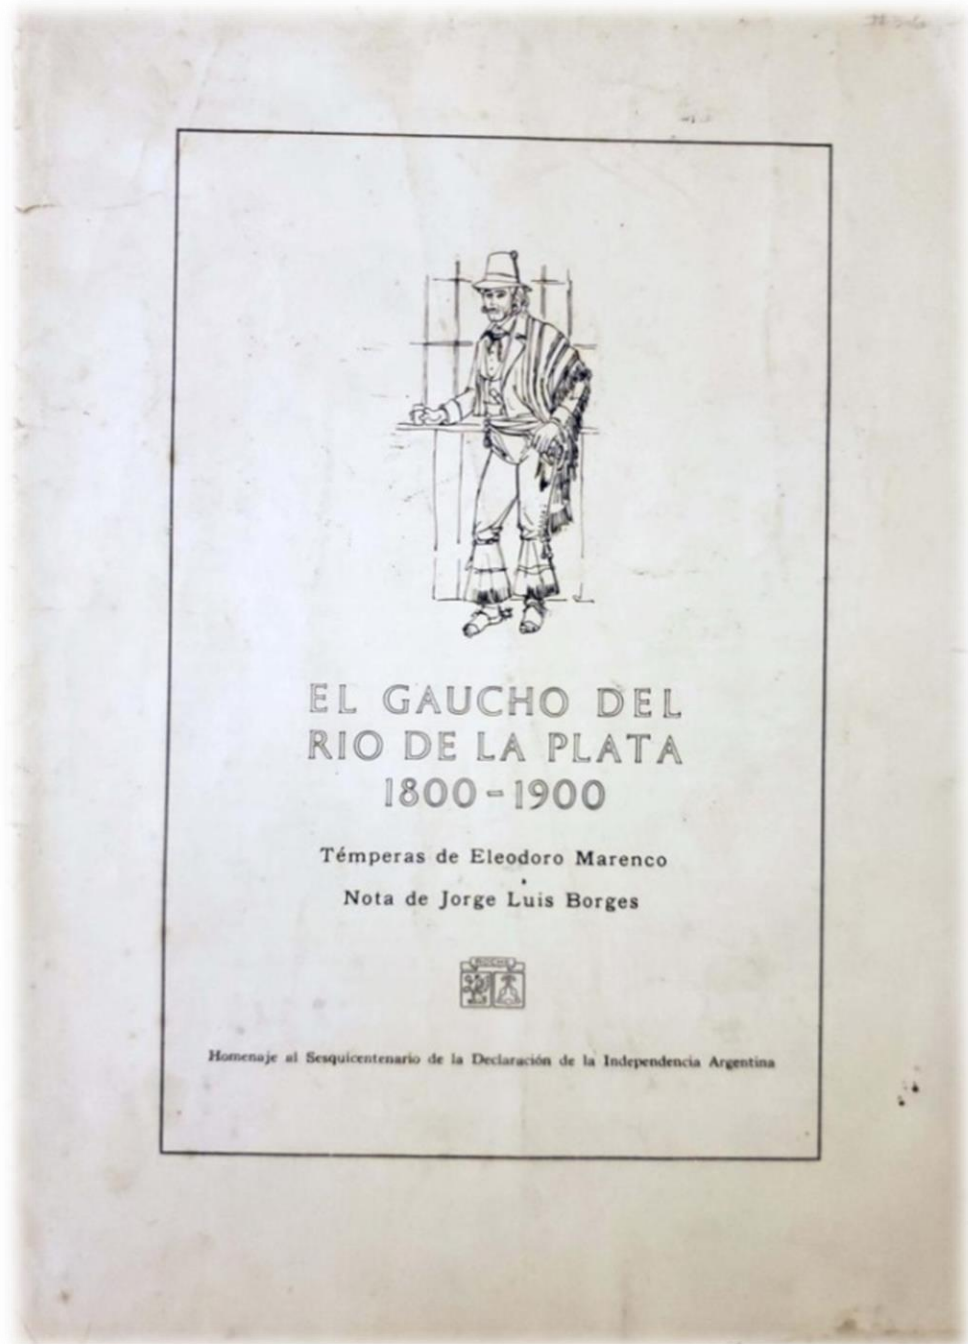 EL GAUCHO DEL
RIO DE LA PLATA
1800-1900
Témperas de Eleodoro Marenco
Nota de Jorge Luis Borges
ROCHE
Homenaje al Sesquicentenario de la Declaración de la Independencia Argentina